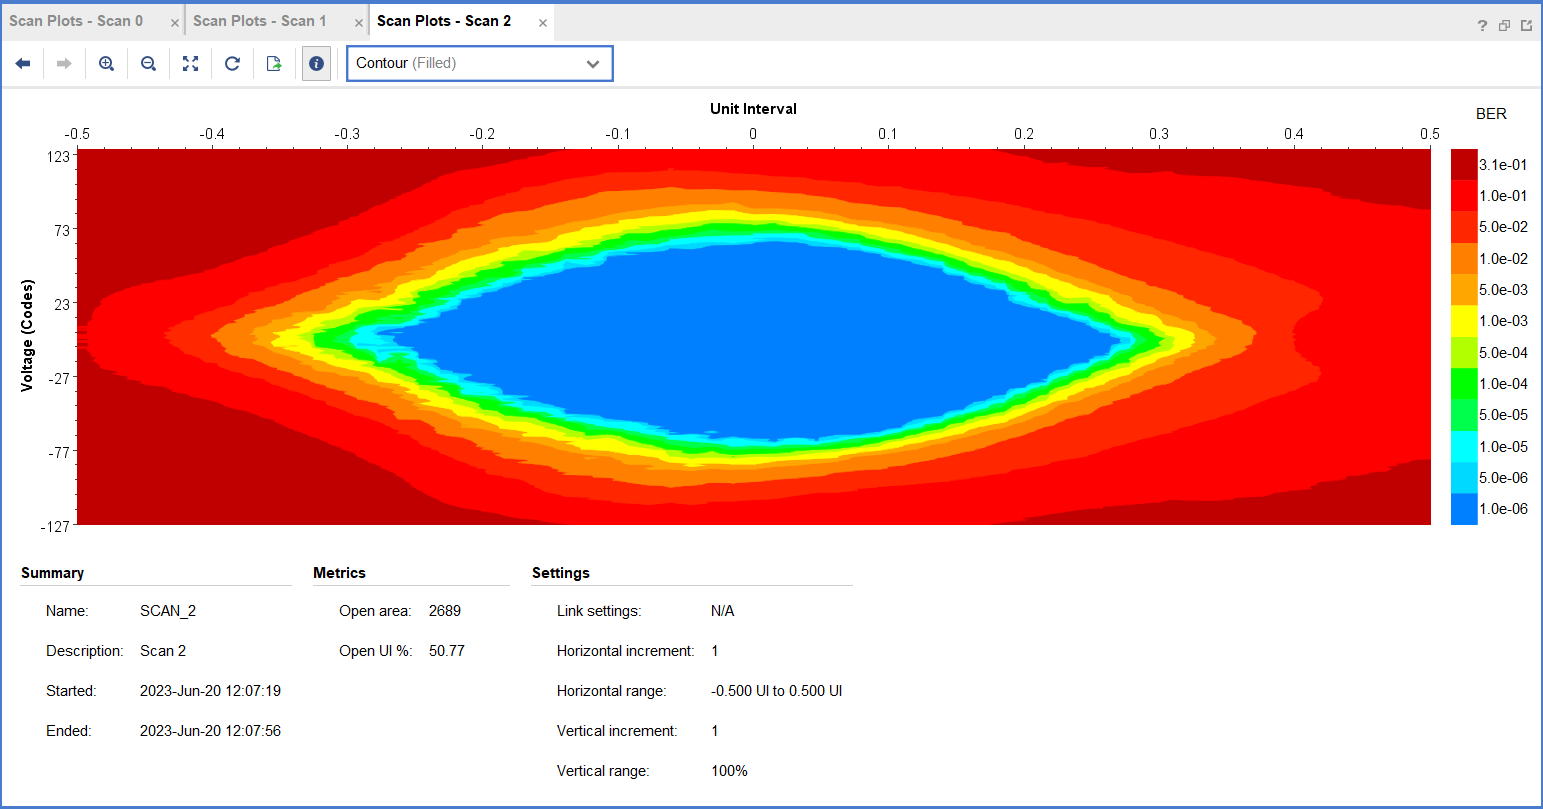 Scan Plots - Scan 0 × Scan Plots - Scan 1 × Scan Plots - Scan 2 ×
?
Contour (Filled)
Unit Interval
BER
-0.5 -0.4 -0.3 -0.2 -0.1 0 0.1 0.2 0.3 0.4 0.5
Voltage (Codes)
123
73
23
-27
-77
-127
3.1e-01
1.0e-01
5.0e-02
1.0e-02
5.0e-03
1.0e-03
5.0e-04
1.0e-04
5.0e-05
1.0e-05
5.0e-06
1.0e-06
Summary
Name: SCAN_2
Description: Scan 2
Started: 2023-Jun-20 12:07:19
Ended: 2023-Jun-20 12:07:56
Metrics
Open area: 2689
Open UI %: 50.77
Settings
Link settings: N/A
Horizontal increment: 1
Horizontal range: -0.500 UI to 0.500 UI
Vertical increment: 1
Vertical range: 100%